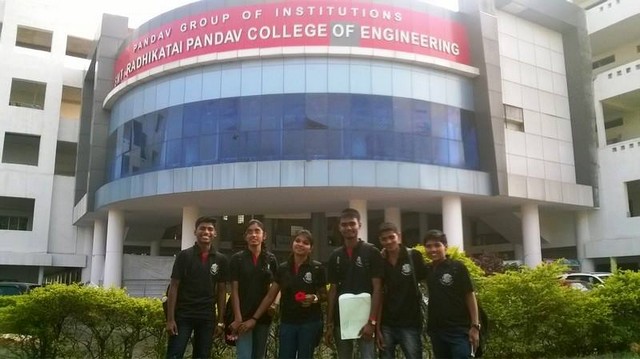 PANDAV GROUP OF INSTITUTIONS
RADHIKATAI PANDAV COLLEGE OF ENGINEERING